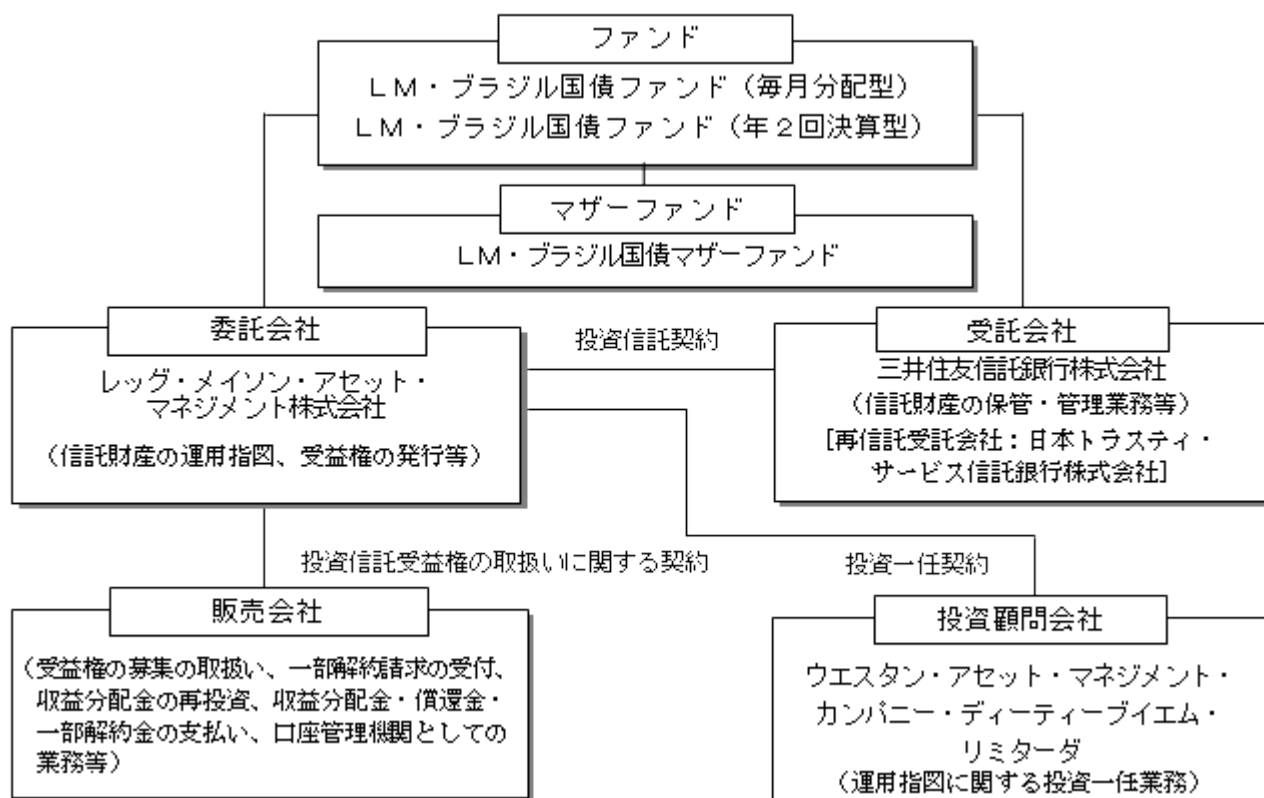 ファンド
LM・ブラジル国債ファンド（毎月分配型）
LM・ブラジル国債ファンド（年２回決算型）
マザーファンド
LM・ブラジル国債マザーファンド
委託会社
レッグ・メイソン・アセット・
マネジメント株式会社
（信託財産の運用指図、受益権の発行等）
投資信託契約
受託会社
三井住友信託銀行株式会社
（信託財産の保管・管理業務等）
[再信託受託会社：日本トラスティ・
サービス信託銀行株式会社]
投資信託受益権の取扱いに関する契約
投資一任契約
販売会社
（受益権の募集の取扱い、一部解約請求の受付、
収益分配金の再投資、収益分配金・償還金・
一部解約金の支払い、口座管理機関としての
業務等）
投資顧問会社
ウエスタン・アセット・マネジメント・
カンパニー・ディーティーブイエム・
リミターダ
（運用指図に関する投資一任業務）